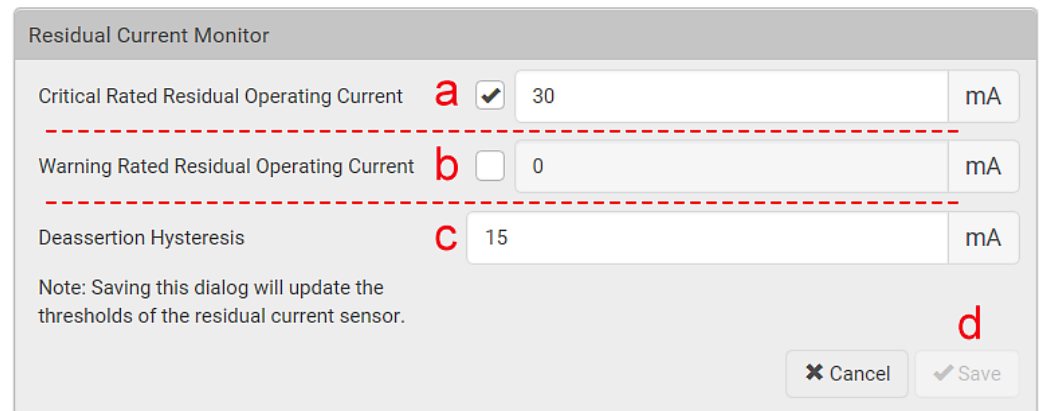 Residual Current Monitor
Critical Rated Residual Operating Current a 30 mA
Warning Rated Residual Operating Current b 0 mA
Deassertion Hysteresis c 15 mA
Note: Saving this dialog will update the
thresholds of the residual current sensor.
d
Cancel Save